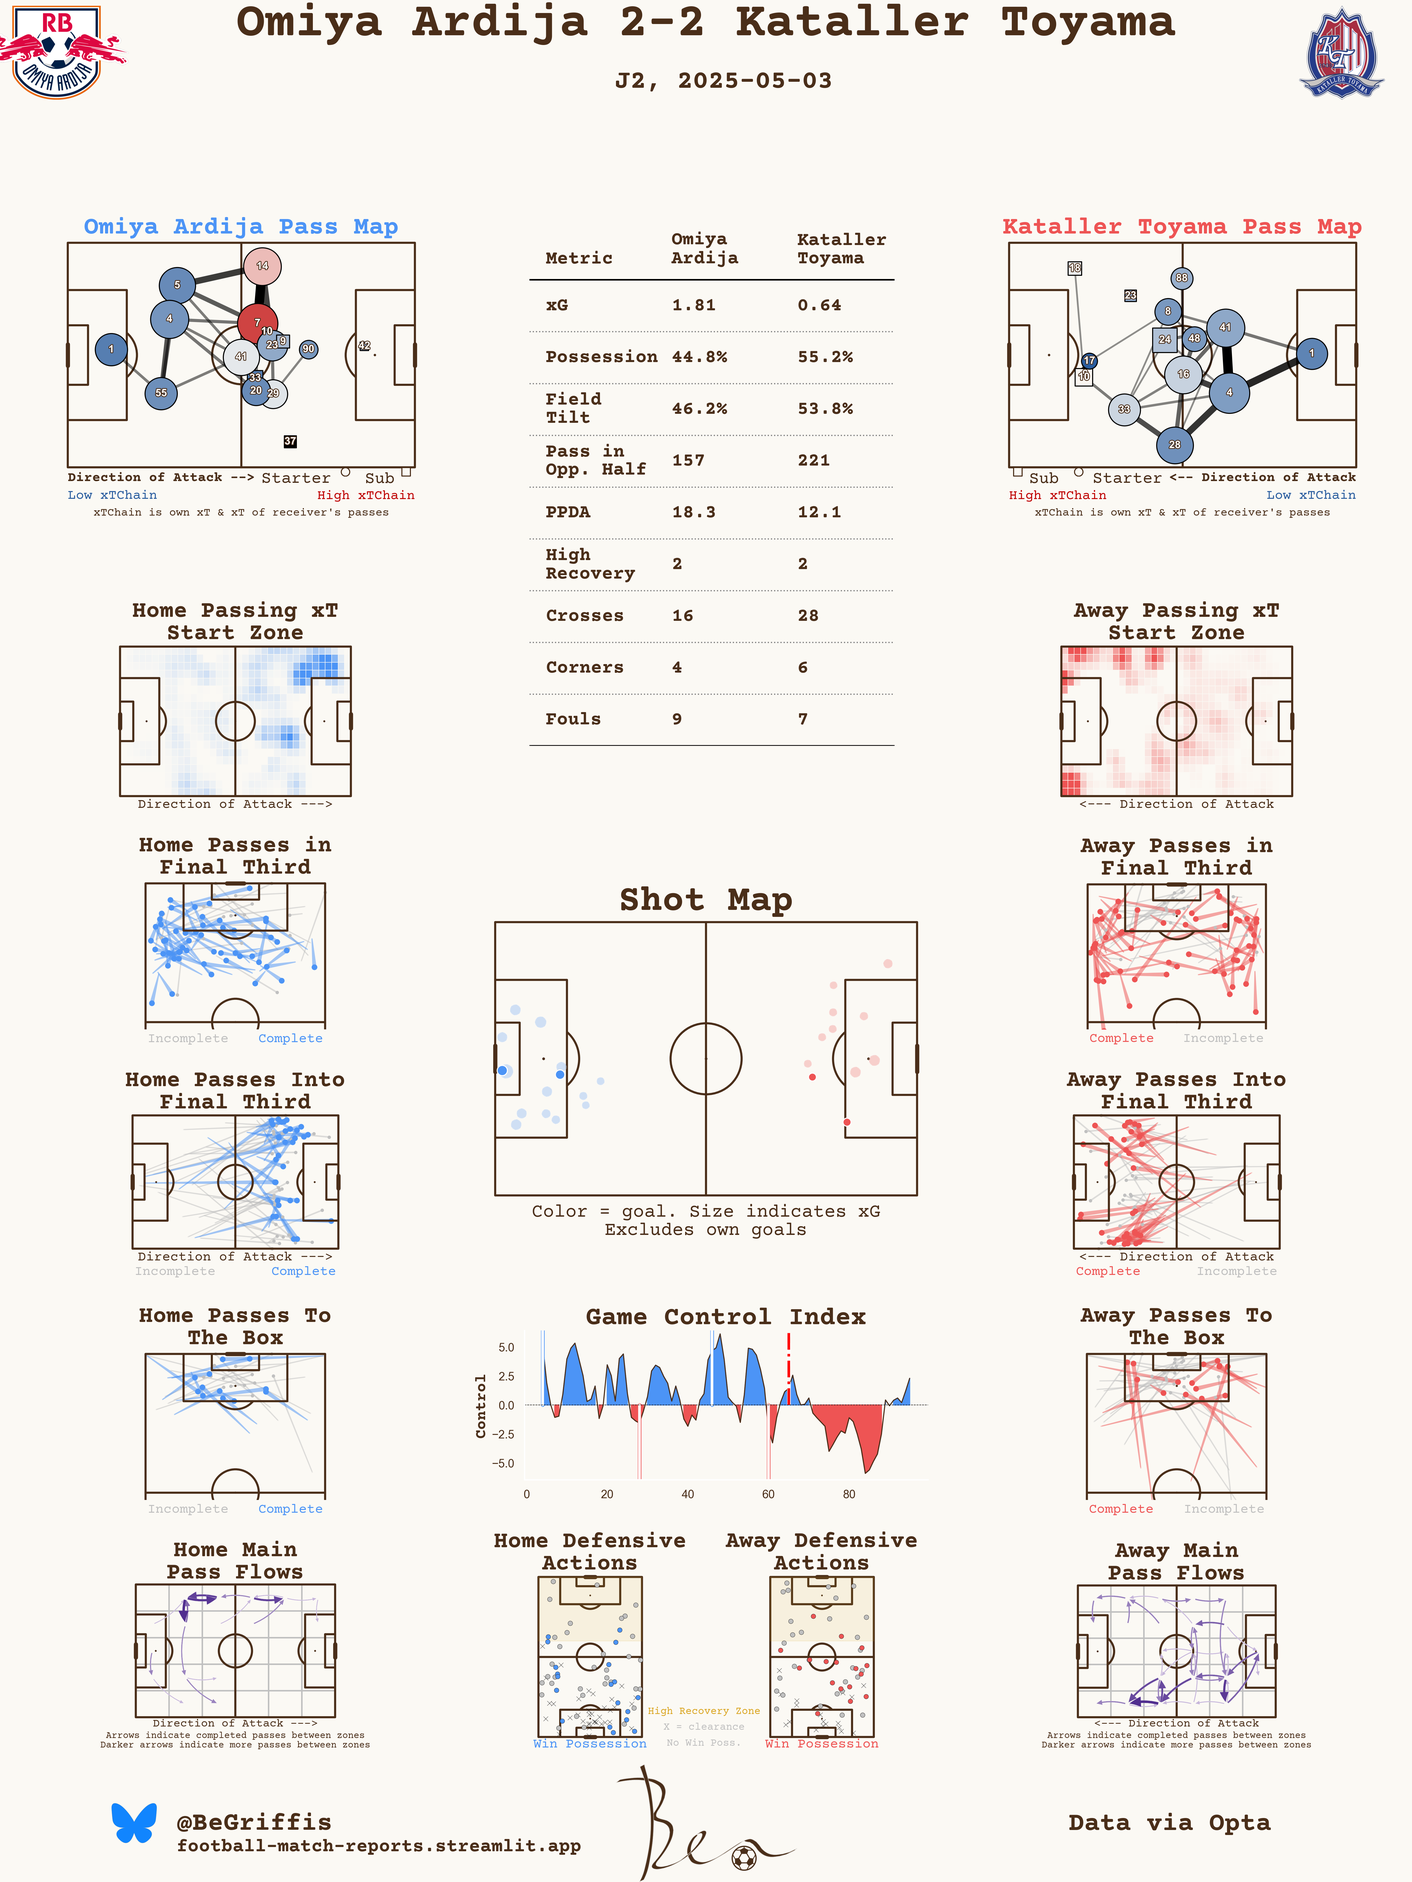 Omiya Ardija 2-2 Kataller Toyama
J2, 2025-05-03
RB
OMIYA ARDIJA
KT
KATALLER TOYAMA
Omiya Ardija Pass Map
14
5
4
7
10
23
9
90
42
1
41
33
20
29
55
37
Direction of Attack --> Starter Sub
Low xTChain High xTChain
xTChain is own xT & xT of receiver's passes
Metric Omiya Ardija Kataller Toyama
xG 1.81 0.64
Possession 44.8% 55.2%
Field Tilt 46.2% 53.8%
Pass in Opp. Half 157 221
PPDA 18.3 12.1
High Recovery 2 2
Crosses 16 28
Corners 4 6
Fouls 9 7
Kataller Toyama Pass Map
18
88
23
8
41
24
48
17
10
16
1
4
33
28
Sub Starter <-- Direction of Attack
High xTChain Low xTChain
xTChain is own xT & xT of receiver's passes
Home Passing xT
Start Zone
Direction of Attack --->
Away Passing xT
Start Zone
<--- Direction of Attack
Home Passes in
Final Third
Incomplete Complete
Shot Map
Color = goal. Size indicates xG
Excludes own goals
Away Passes in
Final Third
Complete Incomplete
Home Passes Into
Final Third
Direction of Attack --->
Incomplete Complete
Away Passes Into
Final Third
<--- Direction of Attack
Complete Incomplete
Home Passes To
The Box
Incomplete Complete
Game Control Index
Control
5.0
2.5
0.0
−2.5
−5.0
0 20 40 60 80
Away Passes To
The Box
Complete Incomplete
Home Main
Pass Flows
Direction of Attack --->
Arrows indicate completed passes between zones
Darker arrows indicate more passes between zones
Home Defensive
Actions
Win Possession
High Recovery Zone
X = clearance
No Win Poss.
Away Defensive
Actions
Win Possession
Away Main
Pass Flows
<--- Direction of Attack
Arrows indicate completed passes between zones
Darker arrows indicate more passes between zones
@BeGriffis
football-match-reports.streamlit.app
Ben
Data via Opta